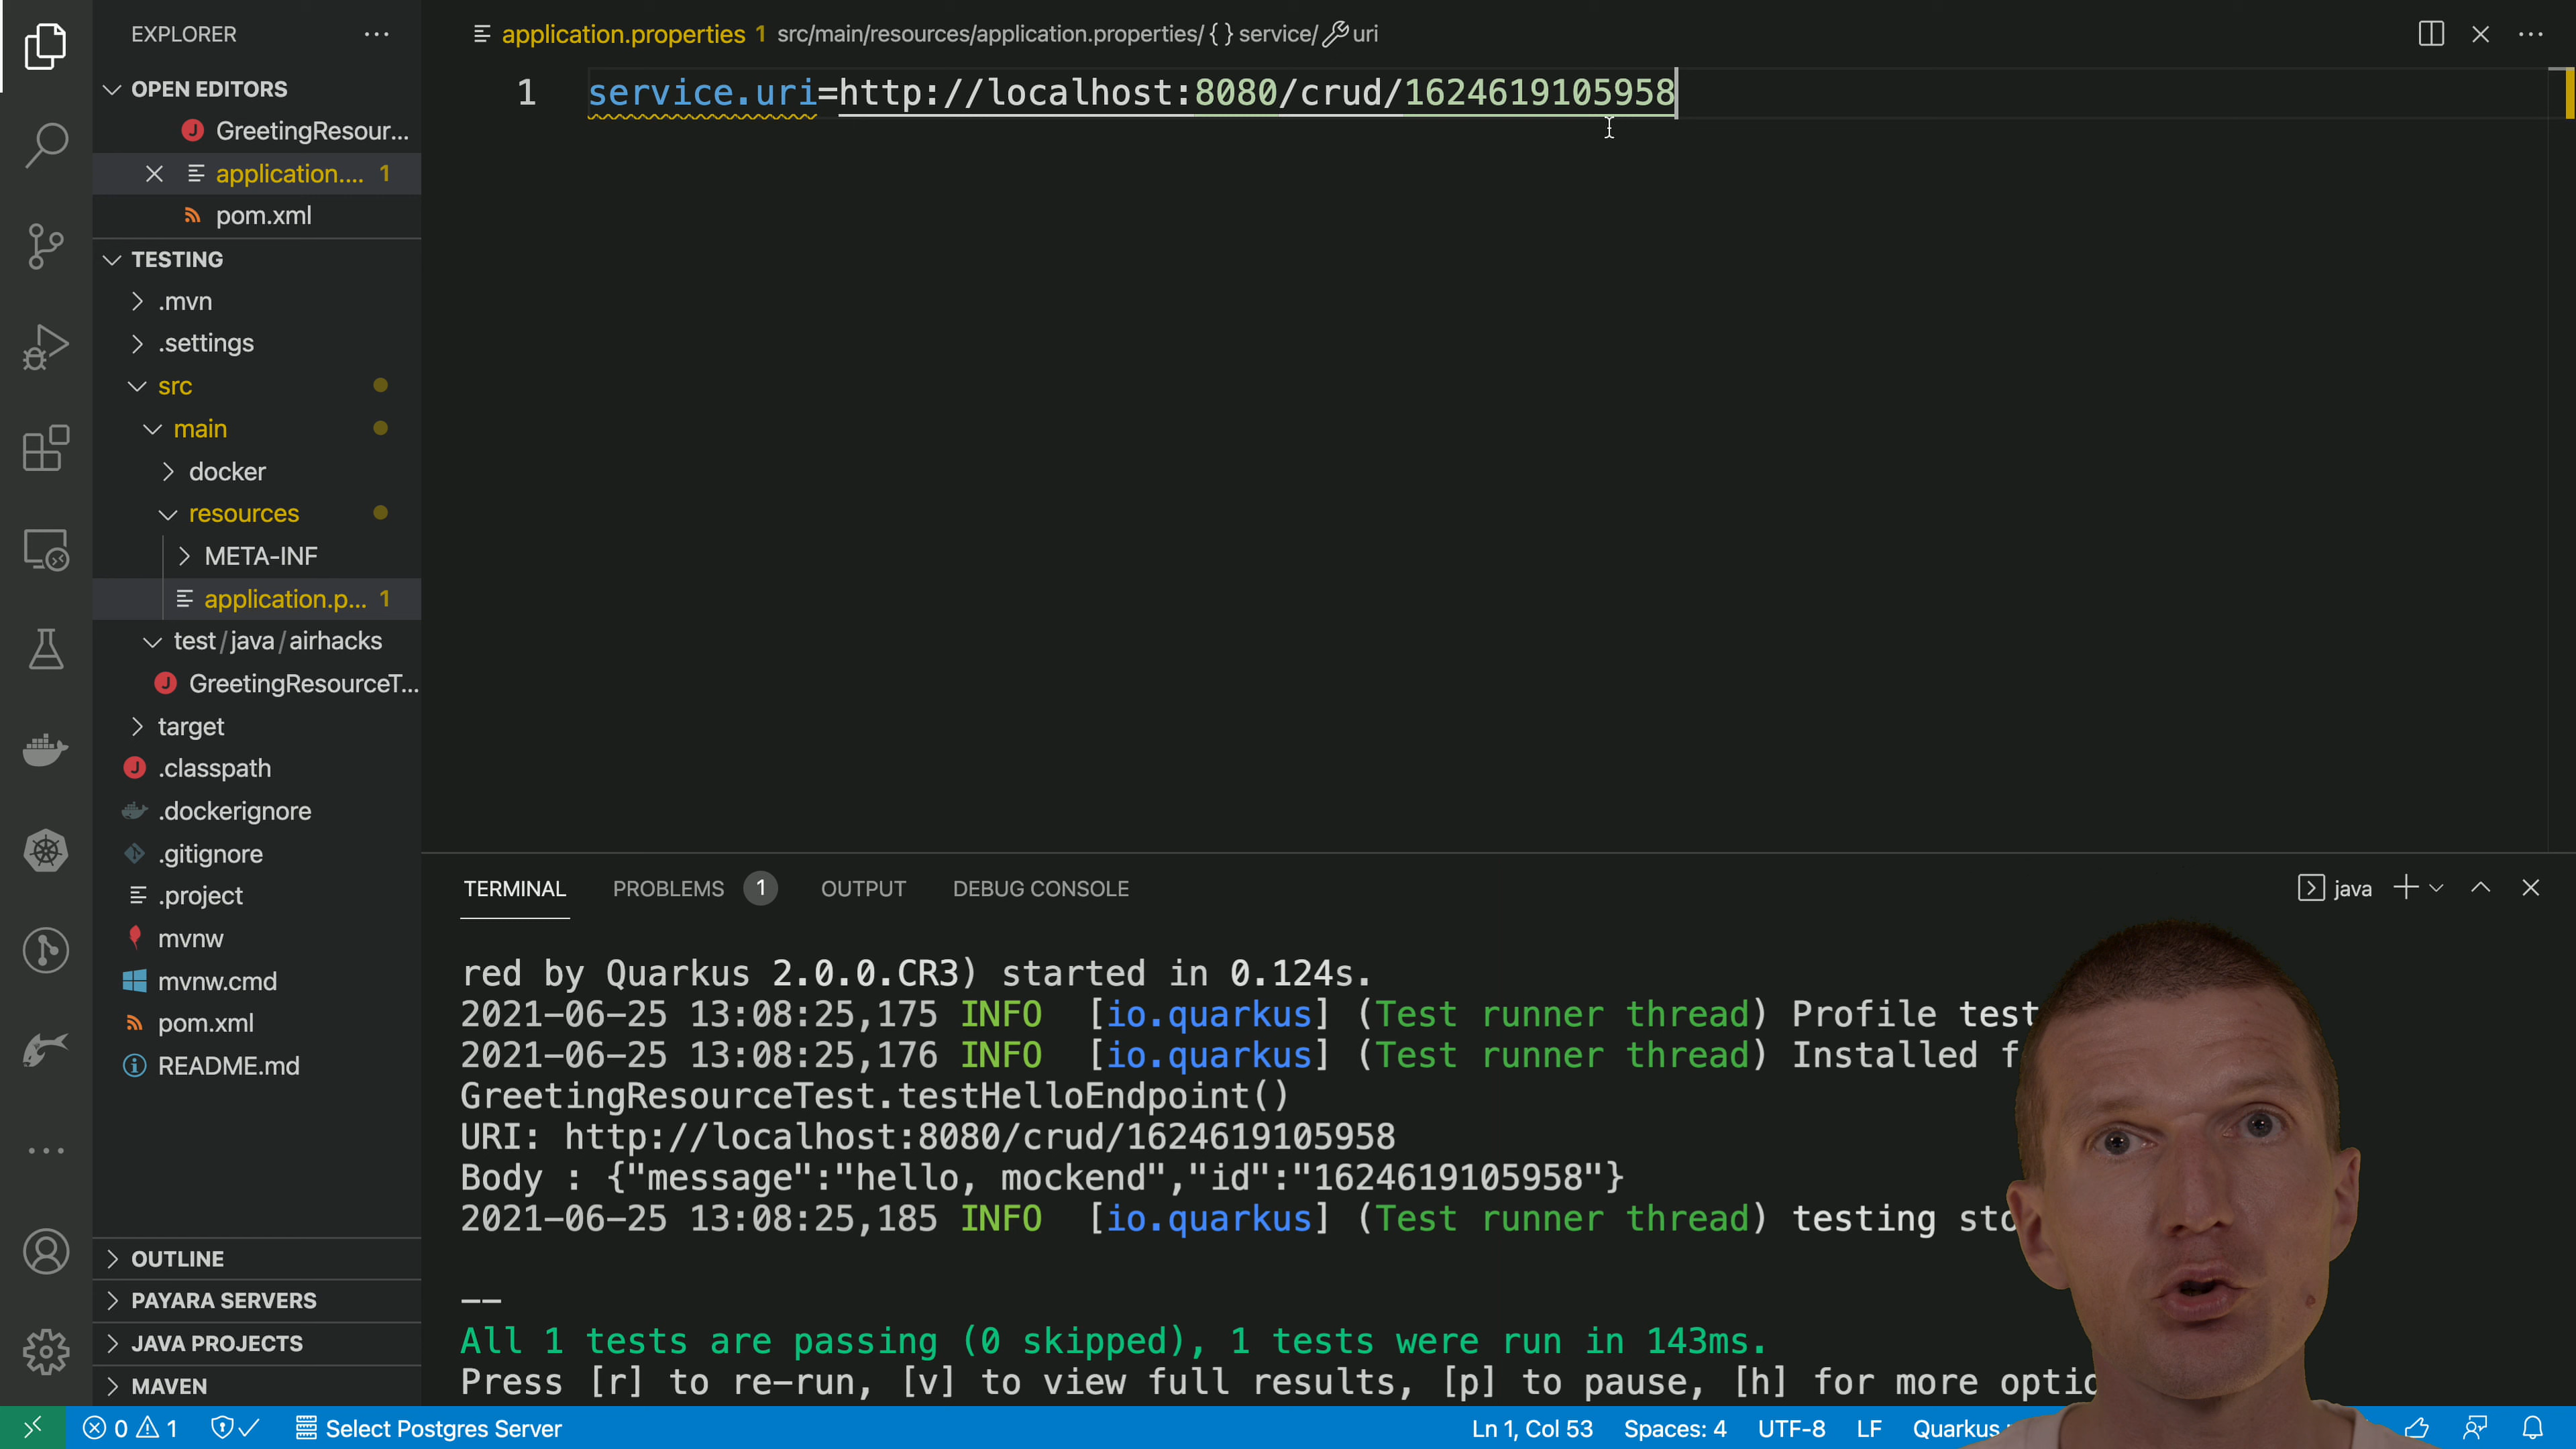 EXPLORER
OPEN EDITORS
GreetingResour...
application.... 1
pom.xml
TESTING
.mvn
.settings
src
main
docker
resources
META-INF
application.p... 1
test/java/airhacks
GreetingResourceT...
target
.classpath
.dockerignore
.gitignore
.project
mvnw
mvnw.cmd
pom.xml
README.md
OUTLINE
PAYARA SERVERS
JAVA PROJECTS
MAVEN
application.properties 1 src/main/resources/application.properties/{ } service/ uri
1 service.uri=http://localhost:8080/crud/1624619105958
TERMINAL PROBLEMS 1 OUTPUT DEBUG CONSOLE java
red by Quarkus 2.0.0.CR3) started in 0.124s.
2021-06-25 13:08:25,175 INFO [io.quarkus] (Test runner thread) Profile test
2021-06-25 13:08:25,176 INFO [io.quarkus] (Test runner thread) Installed f
GreetingResourceTest.testHelloEndpoint()
URI: http://localhost:8080/crud/1624619105958
Body : {"message":"hello, mockend","id":"1624619105958"}
2021-06-25 13:08:25,185 INFO [io.quarkus] (Test runner thread) testing sto
--
All 1 tests are passing (0 skipped), 1 tests were run in 143ms.
Press [r] to re-run, [v] to view full results, [p] to pause, [h] for more optio
0 1 Select Postgres Server Ln 1, Col 53 Spaces: 4 UTF-8 LF Quarkus